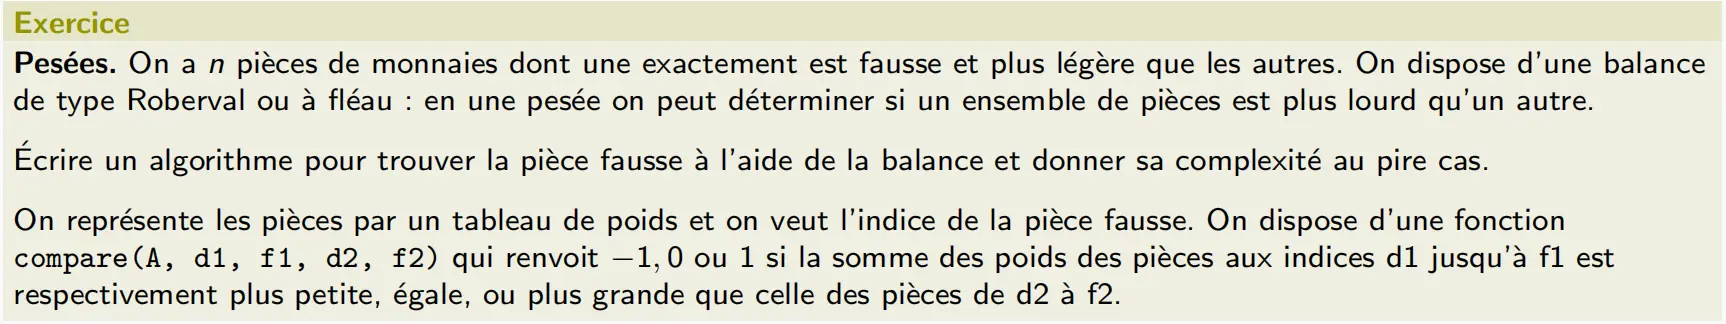 Exercice
Pesées. On a n pièces de monnaies dont une exactement est fausse et plus légère que les autres. On dispose d'une balance
de type Roberval ou à fléau : en une pesée on peut déterminer si un ensemble de pièces est plus lourd qu'un autre.
Écrire un algorithme pour trouver la pièce fausse à l'aide de la balance et donner sa complexité au pire cas.
On représente les pièces par un tableau de poids et on veut l'indice de la pièce fausse. On dispose d'une fonction
compare(A, d1, f1, d2, f2) qui renvoit −1, 0 ou 1 si la somme des poids des pièces aux indices d1 jusqu'à f1 est
respectivement plus petite, égale, ou plus grande que celle des pièces de d2 à f2.